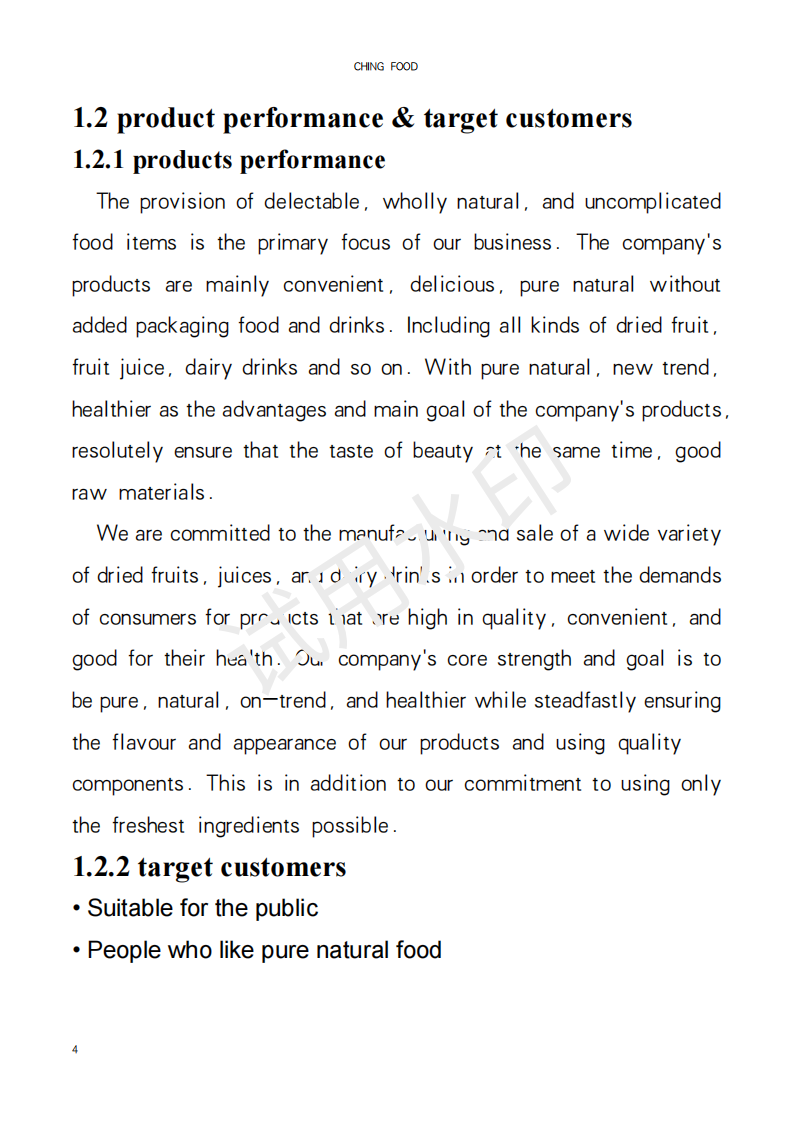 CHING FOOD
1.2 product performance & target customers
1.2.1 products performance
The provision of delectable, wholly natural, and uncomplicated
food items is the primary focus of our business. The company's
products are mainly convenient, delicious, pure natural without
added packaging food and drinks. Including all kinds of dried fruit,
fruit juice, dairy drinks and so on. With pure natural, new trend,
healthier as the advantages and main goal of the company's products,
resolutely ensure that the taste of beauty at the same time, good
raw materials.
We are committed to the manufacturing and sale of a wide variety
of dried fruits, juices, and dairy drinks in order to meet the demands
of consumers for products that are high in quality, convenient, and
good for their health. Our company's core strength and goal is to
be pure, natural, on—trend, and healthier while steadfastly ensuring
the flavour and appearance of our products and using quality
components. This is in addition to our commitment to using only
the freshest ingredients possible.
试用水印
1.2.2 target customers
• Suitable for the public
• People who like pure natural food
4